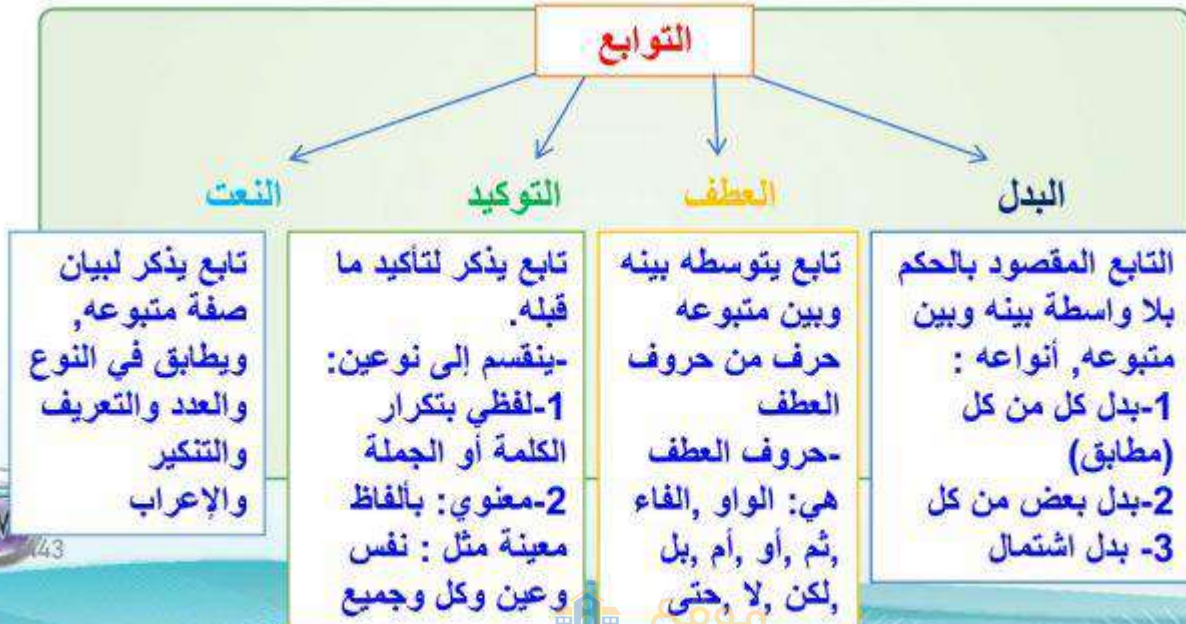 التوابع
البدل
التابع المقصود بالحكم
بلا واسطة بينه وبين
متبوعه, أنواعه :
1-بدل كل من كل
(مطابق)
2-بدل بعض من كل
3- بدل اشتمال
العطف
تابع يتوسطه بينه
وبين متبوعه
حرف من حروف
العطف
-حروف العطف
هي: الواو ,الفاء
,ثم ,أو ,أم ,بل
,لكن ,لا ,حتى
التوكيد
تابع يذكر لتأكيد ما
قبله.
-ينقسم إلى نوعين:
1-لفظي بتكرار
الكلمة أو الجملة
2-معنوي: بألفاظ
معينة مثل : نفس
وعين وكل وجميع
النعت
تابع يذكر لبيان
صفة متبوعه,
ويطابق في النوع
والعدد والتعريف
والتنكير
والإعراب